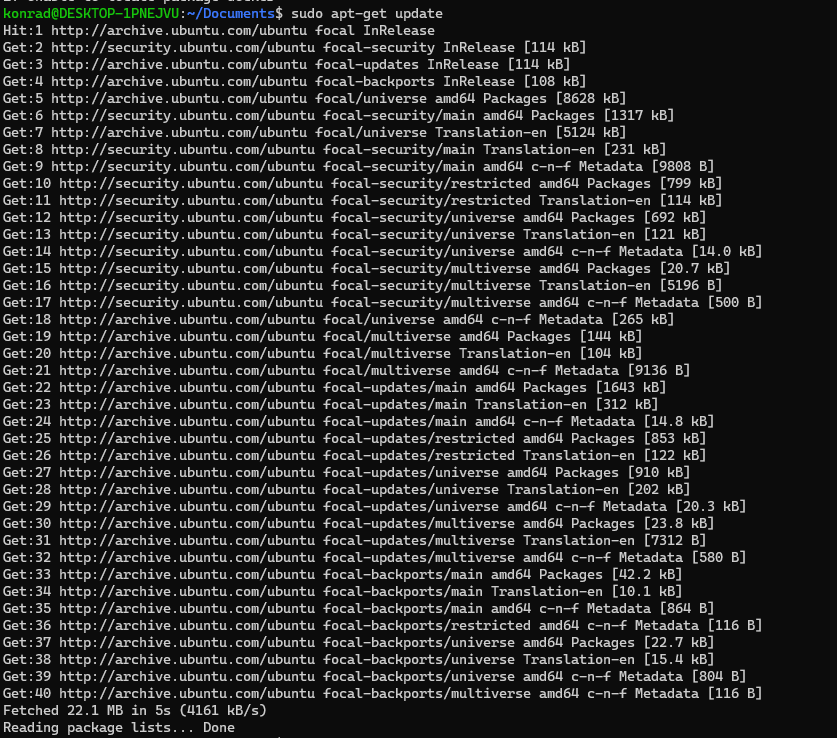 konrad@DESKTOP-1PNEJVU:~/Documents$ sudo apt-get update
Hit:1 http://archive.ubuntu.com/ubuntu focal InRelease
Get:2 http://security.ubuntu.com/ubuntu focal-security InRelease [114 kB]
Get:3 http://archive.ubuntu.com/ubuntu focal-updates InRelease [114 kB]
Get:4 http://archive.ubuntu.com/ubuntu focal-backports InRelease [108 kB]
Get:5 http://archive.ubuntu.com/ubuntu focal/universe amd64 Packages [8628 kB]
Get:6 http://security.ubuntu.com/ubuntu focal-security/main amd64 Packages [1317 kB]
Get:7 http://archive.ubuntu.com/ubuntu focal/universe Translation-en [5124 kB]
Get:8 http://security.ubuntu.com/ubuntu focal-security/main Translation-en [231 kB]
Get:9 http://security.ubuntu.com/ubuntu focal-security/main amd64 c-n-f Metadata [9808 B]
Get:10 http://security.ubuntu.com/ubuntu focal-security/restricted amd64 Packages [799 kB]
Get:11 http://security.ubuntu.com/ubuntu focal-security/restricted Translation-en [114 kB]
Get:12 http://security.ubuntu.com/ubuntu focal-security/universe amd64 Packages [692 kB]
Get:13 http://security.ubuntu.com/ubuntu focal-security/universe Translation-en [121 kB]
Get:14 http://security.ubuntu.com/ubuntu focal-security/universe amd64 c-n-f Metadata [14.0 kB]
Get:15 http://security.ubuntu.com/ubuntu focal-security/multiverse amd64 Packages [20.7 kB]
Get:16 http://security.ubuntu.com/ubuntu focal-security/multiverse Translation-en [5196 B]
Get:17 http://security.ubuntu.com/ubuntu focal-security/multiverse amd64 c-n-f Metadata [500 B]
Get:18 http://archive.ubuntu.com/ubuntu focal/universe amd64 c-n-f Metadata [265 kB]
Get:19 http://archive.ubuntu.com/ubuntu focal/multiverse amd64 Packages [144 kB]
Get:20 http://archive.ubuntu.com/ubuntu focal/multiverse Translation-en [104 kB]
Get:21 http://archive.ubuntu.com/ubuntu focal/multiverse amd64 c-n-f Metadata [9136 B]
Get:22 http://archive.ubuntu.com/ubuntu focal-updates/main amd64 Packages [1643 kB]
Get:23 http://archive.ubuntu.com/ubuntu focal-updates/main Translation-en [312 kB]
Get:24 http://archive.ubuntu.com/ubuntu focal-updates/main amd64 c-n-f Metadata [14.8 kB]
Get:25 http://archive.ubuntu.com/ubuntu focal-updates/restricted amd64 Packages [853 kB]
Get:26 http://archive.ubuntu.com/ubuntu focal-updates/restricted Translation-en [122 kB]
Get:27 http://archive.ubuntu.com/ubuntu focal-updates/universe amd64 Packages [910 kB]
Get:28 http://archive.ubuntu.com/ubuntu focal-updates/universe Translation-en [202 kB]
Get:29 http://archive.ubuntu.com/ubuntu focal-updates/universe amd64 c-n-f Metadata [20.3 kB]
Get:30 http://archive.ubuntu.com/ubuntu focal-updates/multiverse amd64 Packages [23.8 kB]
Get:31 http://archive.ubuntu.com/ubuntu focal-updates/multiverse Translation-en [7312 B]
Get:32 http://archive.ubuntu.com/ubuntu focal-updates/multiverse amd64 c-n-f Metadata [580 B]
Get:33 http://archive.ubuntu.com/ubuntu focal-backports/main amd64 Packages [42.2 kB]
Get:34 http://archive.ubuntu.com/ubuntu focal-backports/main Translation-en [10.1 kB]
Get:35 http://archive.ubuntu.com/ubuntu focal-backports/main amd64 c-n-f Metadata [864 B]
Get:36 http://archive.ubuntu.com/ubuntu focal-backports/restricted amd64 c-n-f Metadata [116 B]
Get:37 http://archive.ubuntu.com/ubuntu focal-backports/universe amd64 Packages [22.7 kB]
Get:38 http://archive.ubuntu.com/ubuntu focal-backports/universe Translation-en [15.4 kB]
Get:39 http://archive.ubuntu.com/ubuntu focal-backports/universe amd64 c-n-f Metadata [804 B]
Get:40 http://archive.ubuntu.com/ubuntu focal-backports/multiverse amd64 c-n-f Metadata [116 B]
Fetched 22.1 MB in 5s (4161 kB/s)
Reading package lists... Done